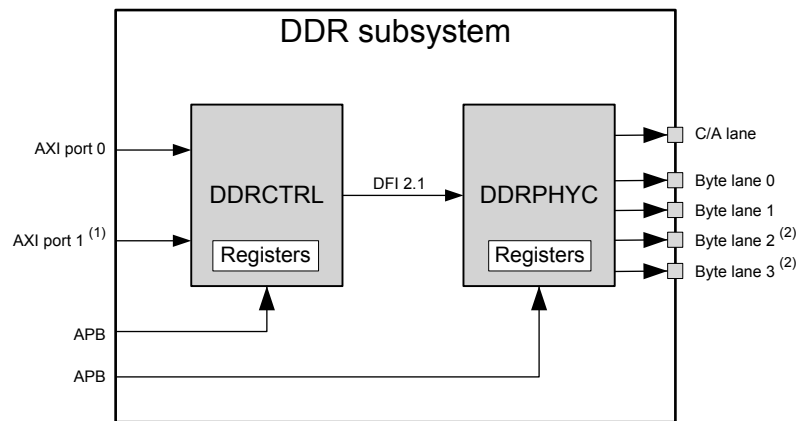 DDR subsystem
AXI port 0
AXI port 1 (1)
APB
APB
DDRCTRL
Registers
DFI 2.1
DDRPHYC
Registers
C/A lane
Byte lane 0
Byte lane 1
Byte lane 2 (2)
Byte lane 3 (2)